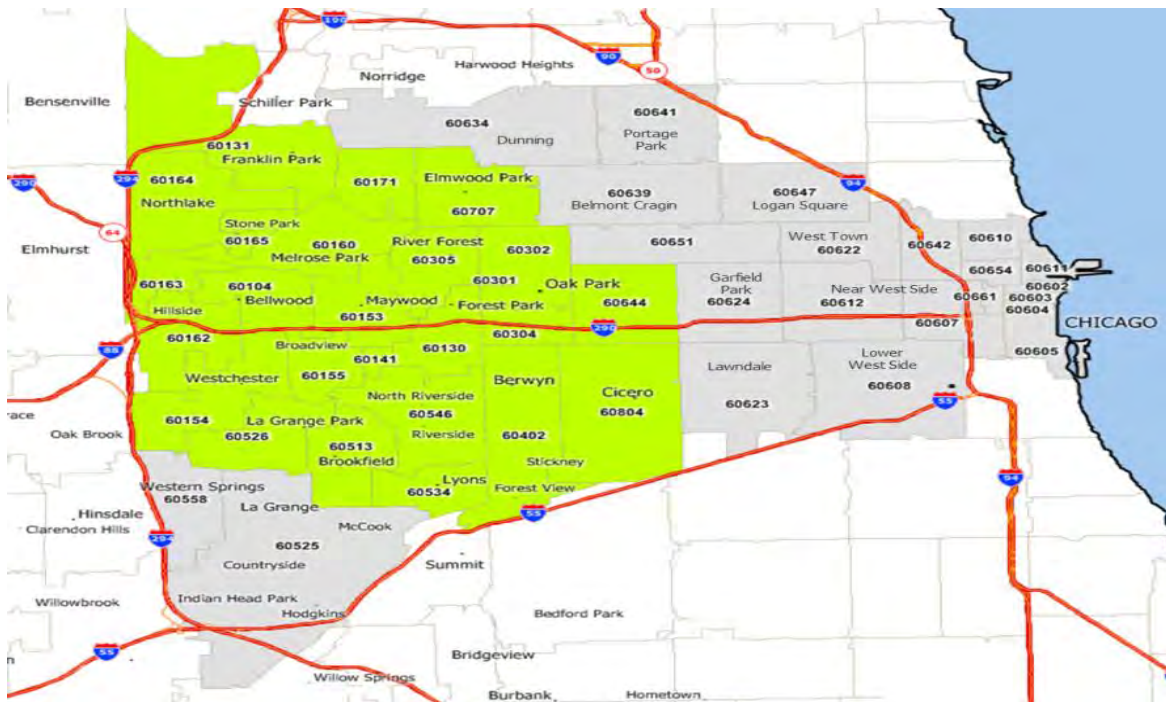 190
Harwood Heights
90
Norridge
50
Bensenville
Schiller Park
60641
60634
Dunning
Portage
Park
60131
Franklin Park
294
60164
60171
Elmwood Park
290
94
60639
60647
Northlake
Belmont Cragin
Logan Square
60707
Stone Park
64
60165
60160
River Forest
60302
60651
West Town
60642
60610
Elmhurst
Melrose Park
60305
60622
60163
60104
60301
Oak Park
Garfield
Park
60654
60611
Bellwood
Maywood
Forest Park
60644
60624
Near West Side
60612
60661
60602
60603
60604
Hillside
60153
60607
CHICAGO
290
60162
Broadview
60130
60304
88
60141
Lower
West Side
60605
Westchester
60155
Berwyn
Cicero
Lawndale
60608
North Riverside
60804
60623
55
60154
La Grange Park
60546
race
Oak Brook
60526
60513
Riverside
60402
Brookfield
Stickney
Western Springs
Lyons
Forest View
60558
60534
94
La Grange
55
Hinsdale
Clarendon Hills
McCook
294
60525
Countryside
Summit
Willowbrook
Indian Head Park
Hodgkins
Bedford Park
55
n
Bridgeview
Willow Springs
Burbank
Hometown